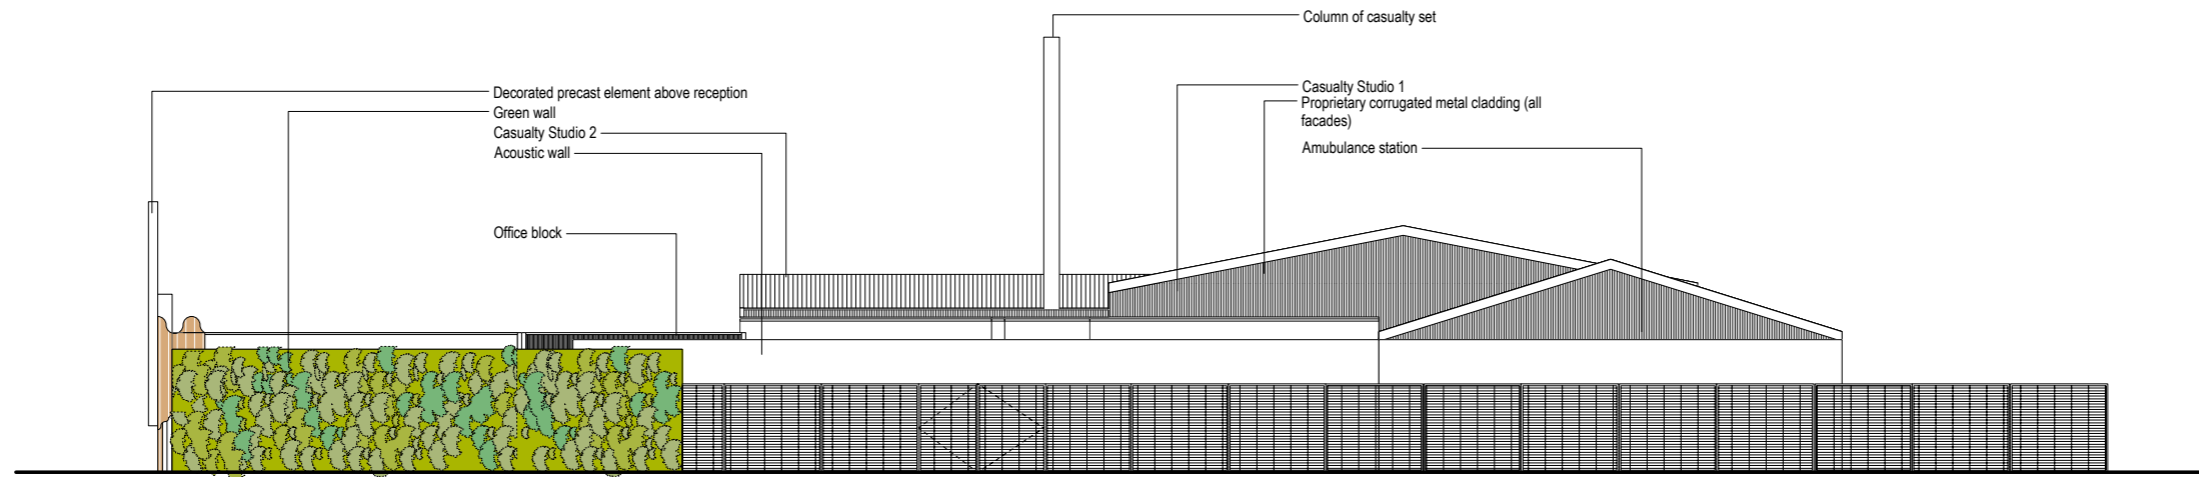 Column of casualty set
Decorated precast element above reception
Green wall
Casualty Studio 2
Acoustic wall
Office block
Casualty Studio 1
Proprietary corrugated metal cladding (all
facades)
Amubulance station